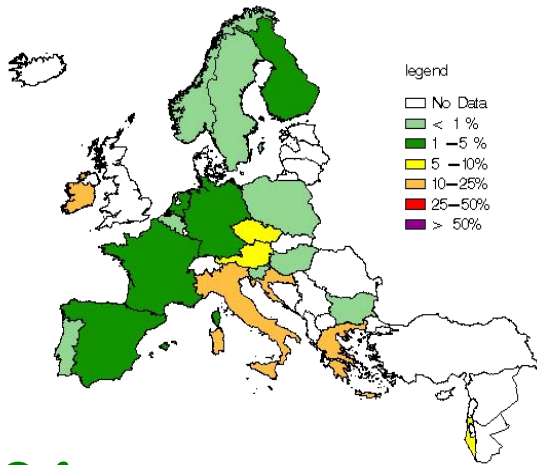 legend
No Data
< 1 %
1 –5 %
5 –10%
10–25%
25–50%
> 50%